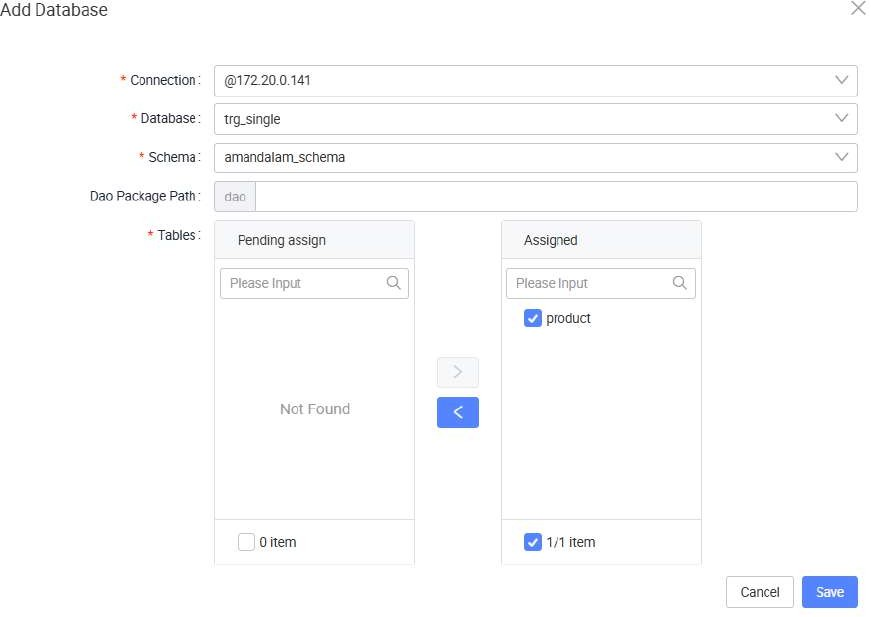 Add Database
* Connection: @172.20.0.141
* Database: trg_single
* Schema: amandalam_schema
Dao Package Path: dao
* Tables: Pending assign Assigned
Please Input Please Input
product
Not Found
0 item 1/1 item
Cancel Save